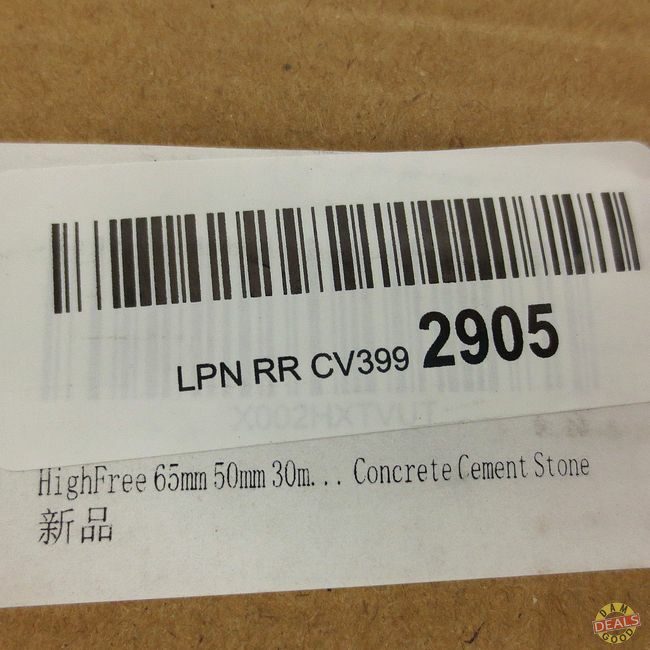 LPN RR CV399 2905
X002HXTVUT
HighFree 65mm 50mm 30m... Concrete Cement Stone
新品
DAM
DEALS
GOOD